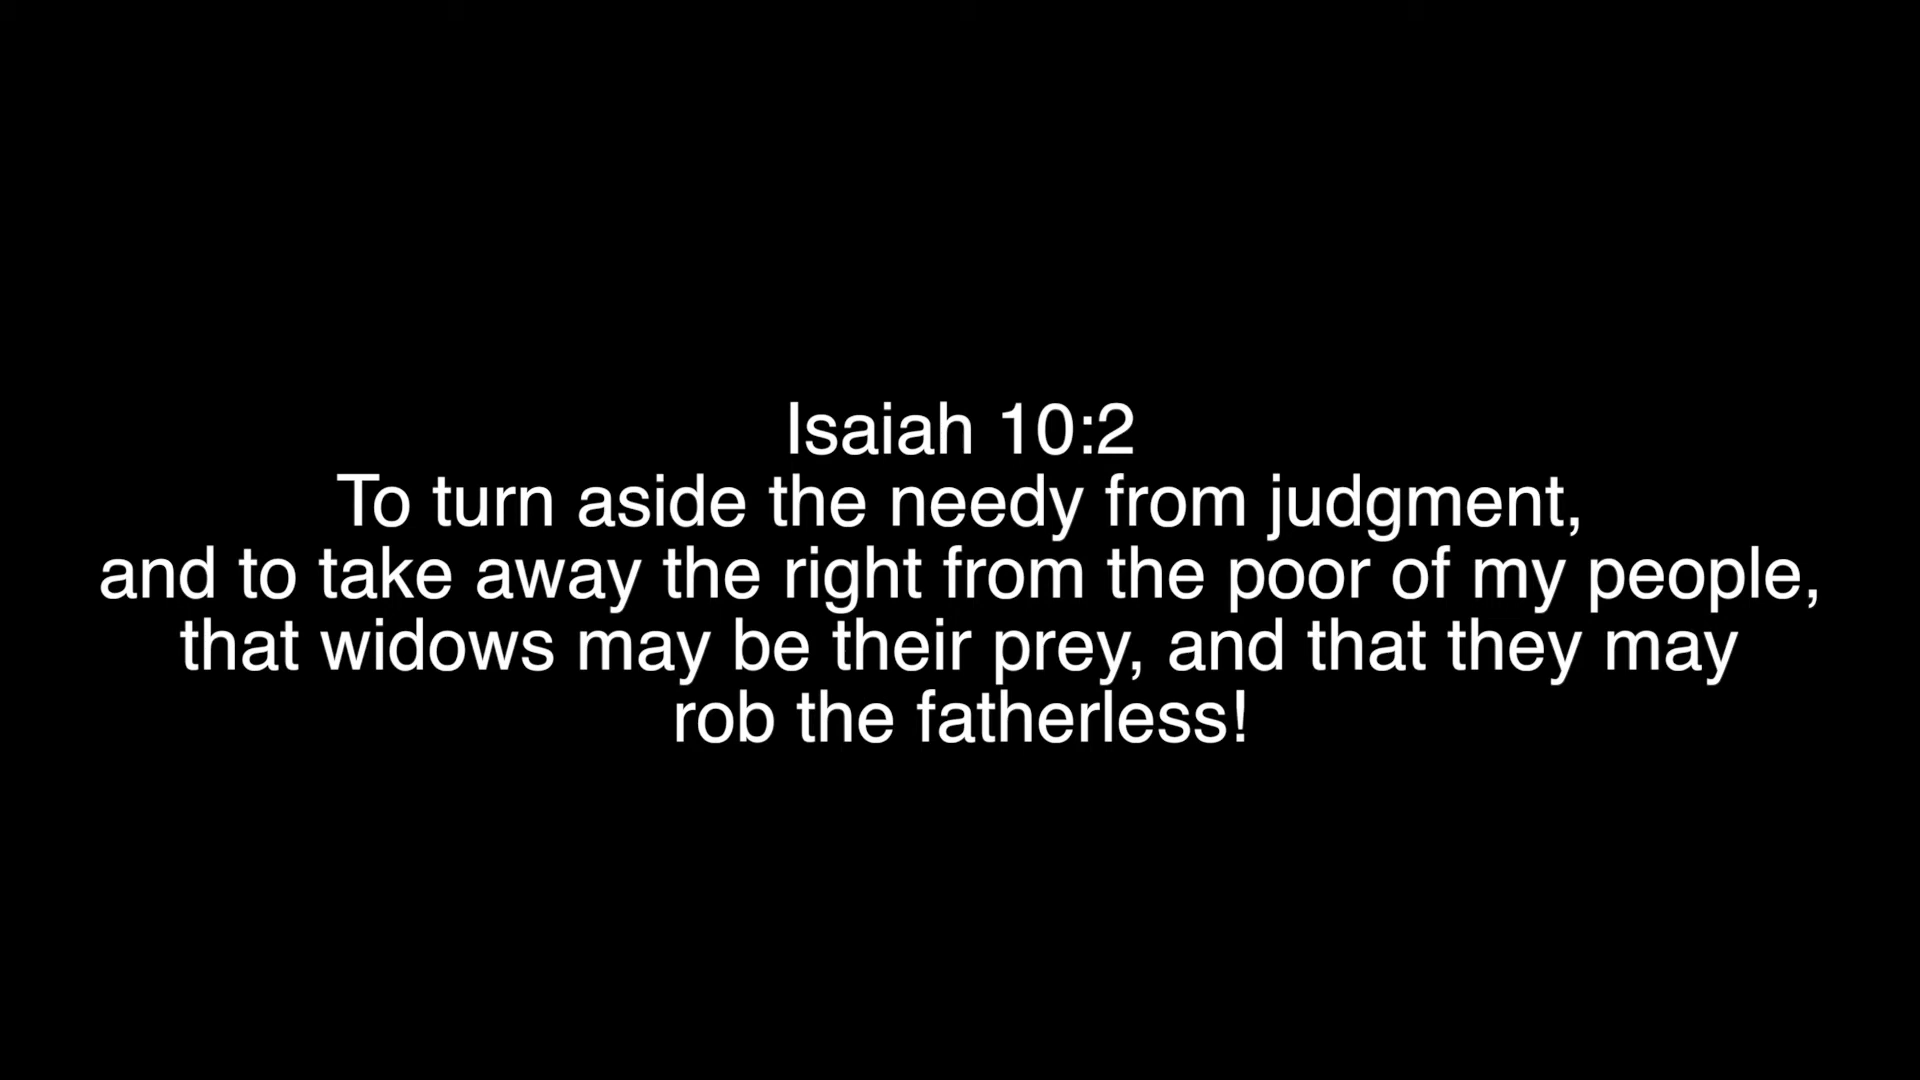 Isaiah 10:2
To turn aside the needy from judgment,
and to take away the right from the poor of my people,
that widows may be their prey, and that they may
rob the fatherless!